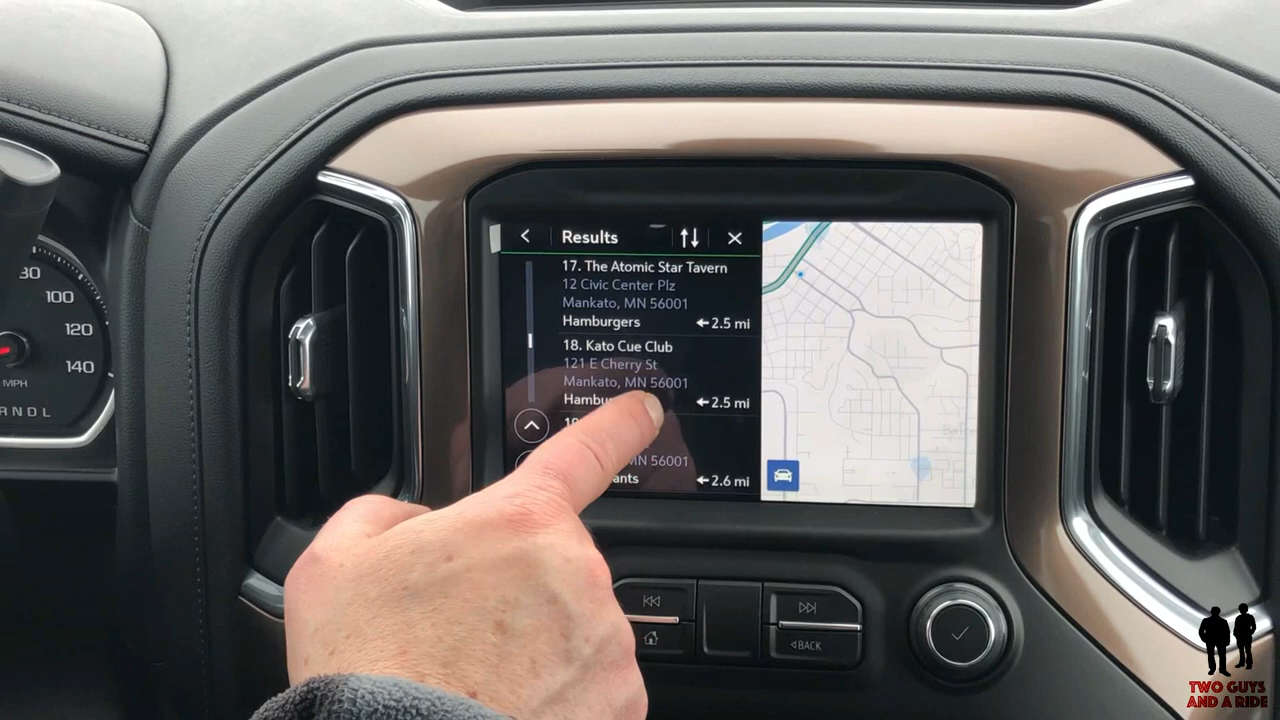 80
100
120
140
MPH
R N D L
Results
17. The Atomic Star Tavern
12 Civic Center Plz
Mankato, MN 56001
Hamburgers
2.5 mi
18. Kato Cue Club
121 E Cherry St
Mankato, MN 56001
2.5 mi
MN 56001
2.6 mi
BACK
TWO GUYS
AND A RIDE